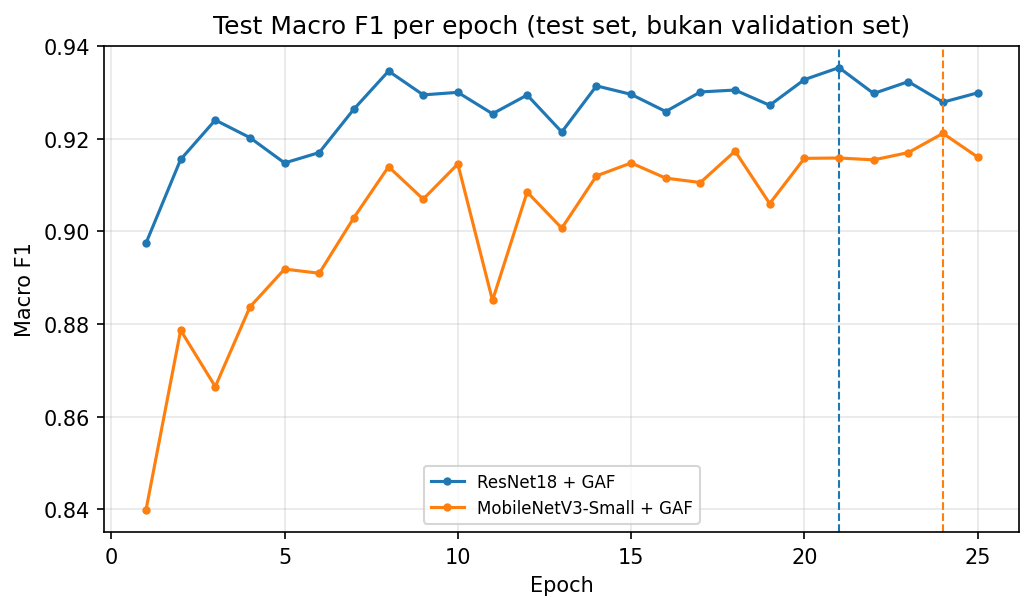 Test Macro F1 per epoch (test set, bukan validation set)
0.94
0.92
0.90
0.88
0.86
0.84
Macro F1
ResNet18 + GAF
MobileNetV3-Small + GAF
0
5
10
15
20
25
Epoch